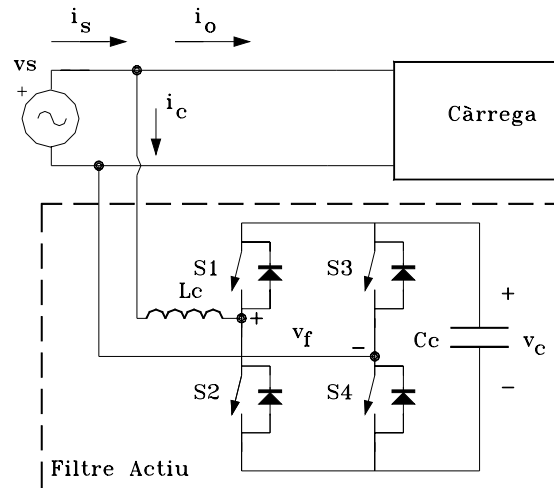 i_s
i_o
vs
+
i_c
Càrrega
S1
S3
Lc
+
v_f
−
Cc
+
v_c
−
S2
S4
Filtre Actiu